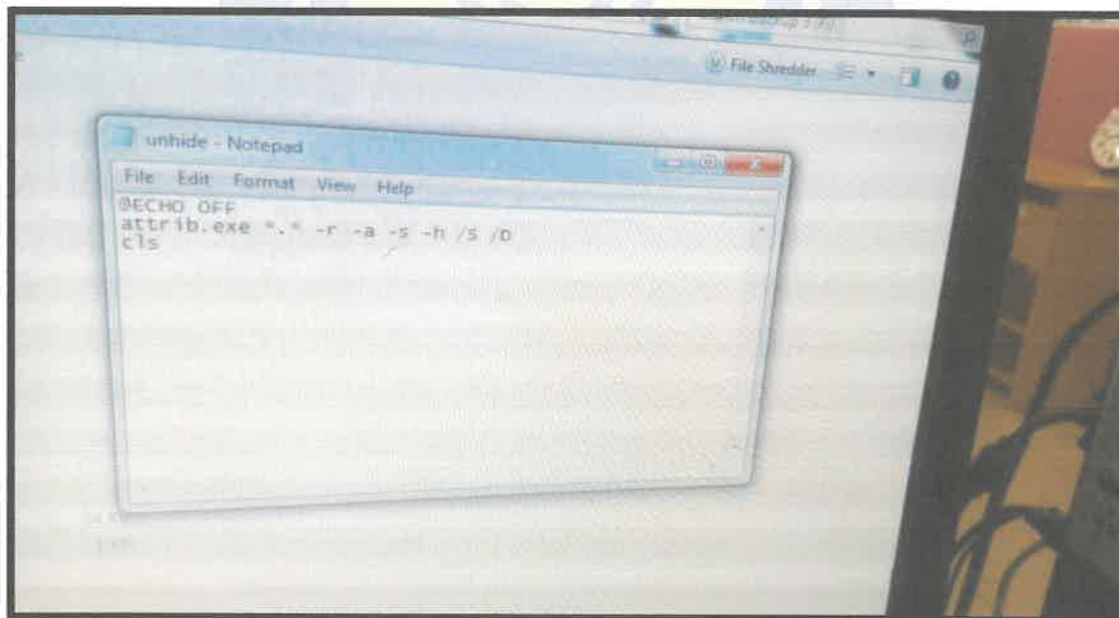 File Shredder
unhide - Notepad
File Edit Format View Help
@ECHO OFF
attrib.exe *.* -r -a -s -h /S /D
cls